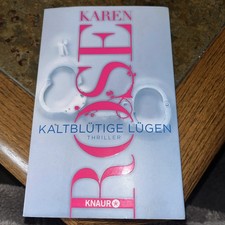 KAREN
ROSE
KALTBLÜTIGE LÜGEN
THRILLER
KNAUR